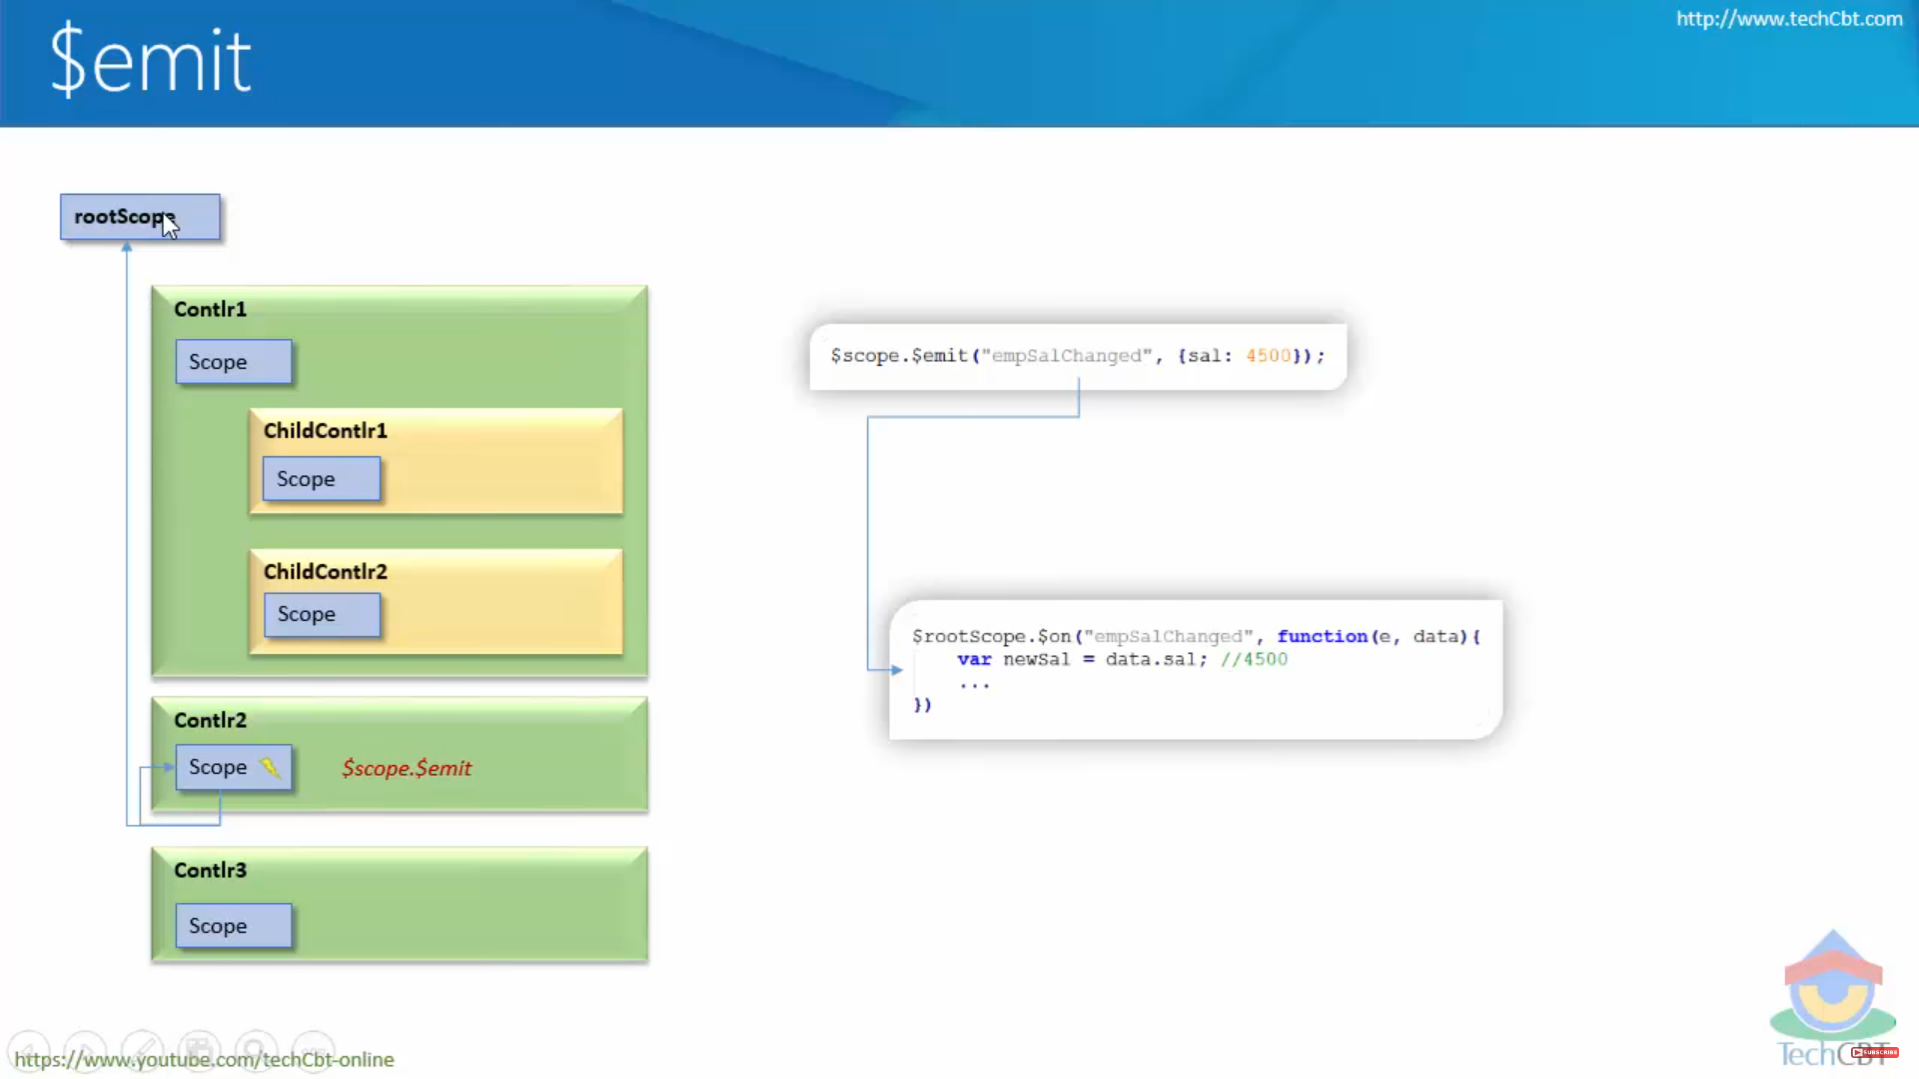 $emit
http://www.techCbt.com
rootScope
Contlr1
Scope
ChildContlr1
Scope
ChildContlr2
Scope
Contlr2
Scope
$scope.$emit
Contlr3
Scope
$scope.$emit("empSalChanged", {sal: 4500});
$rootScope.$on("empSalChanged", function(e, data){
var newSal = data.sal; //4500
...
})
https://www.youtube.com/techCbt-online
TechCBT
SUBSCRIBE